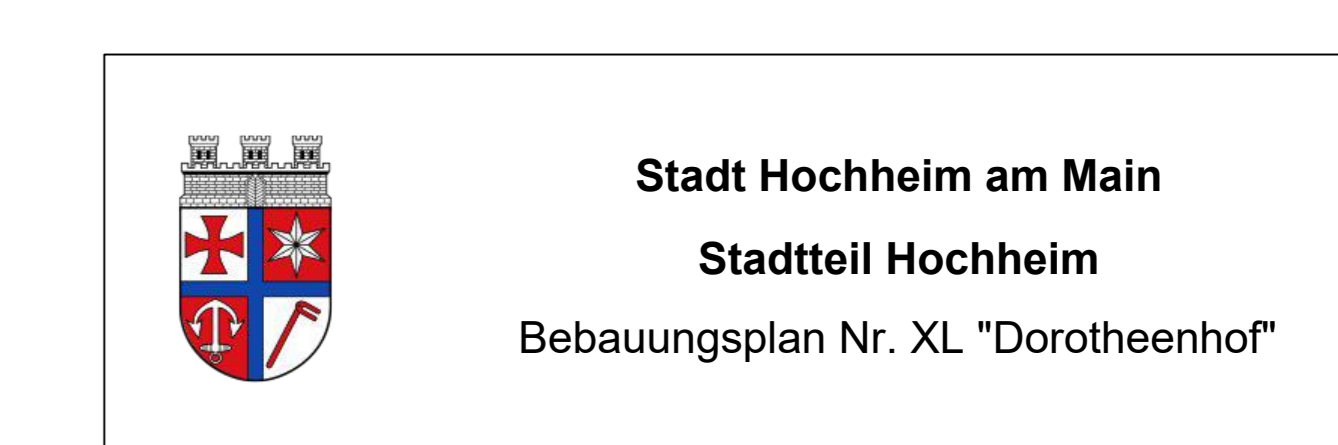 Stadt Hochheim am Main
Stadtteil Hochheim
Bebauungsplan Nr. XL "Dorotheenhof"